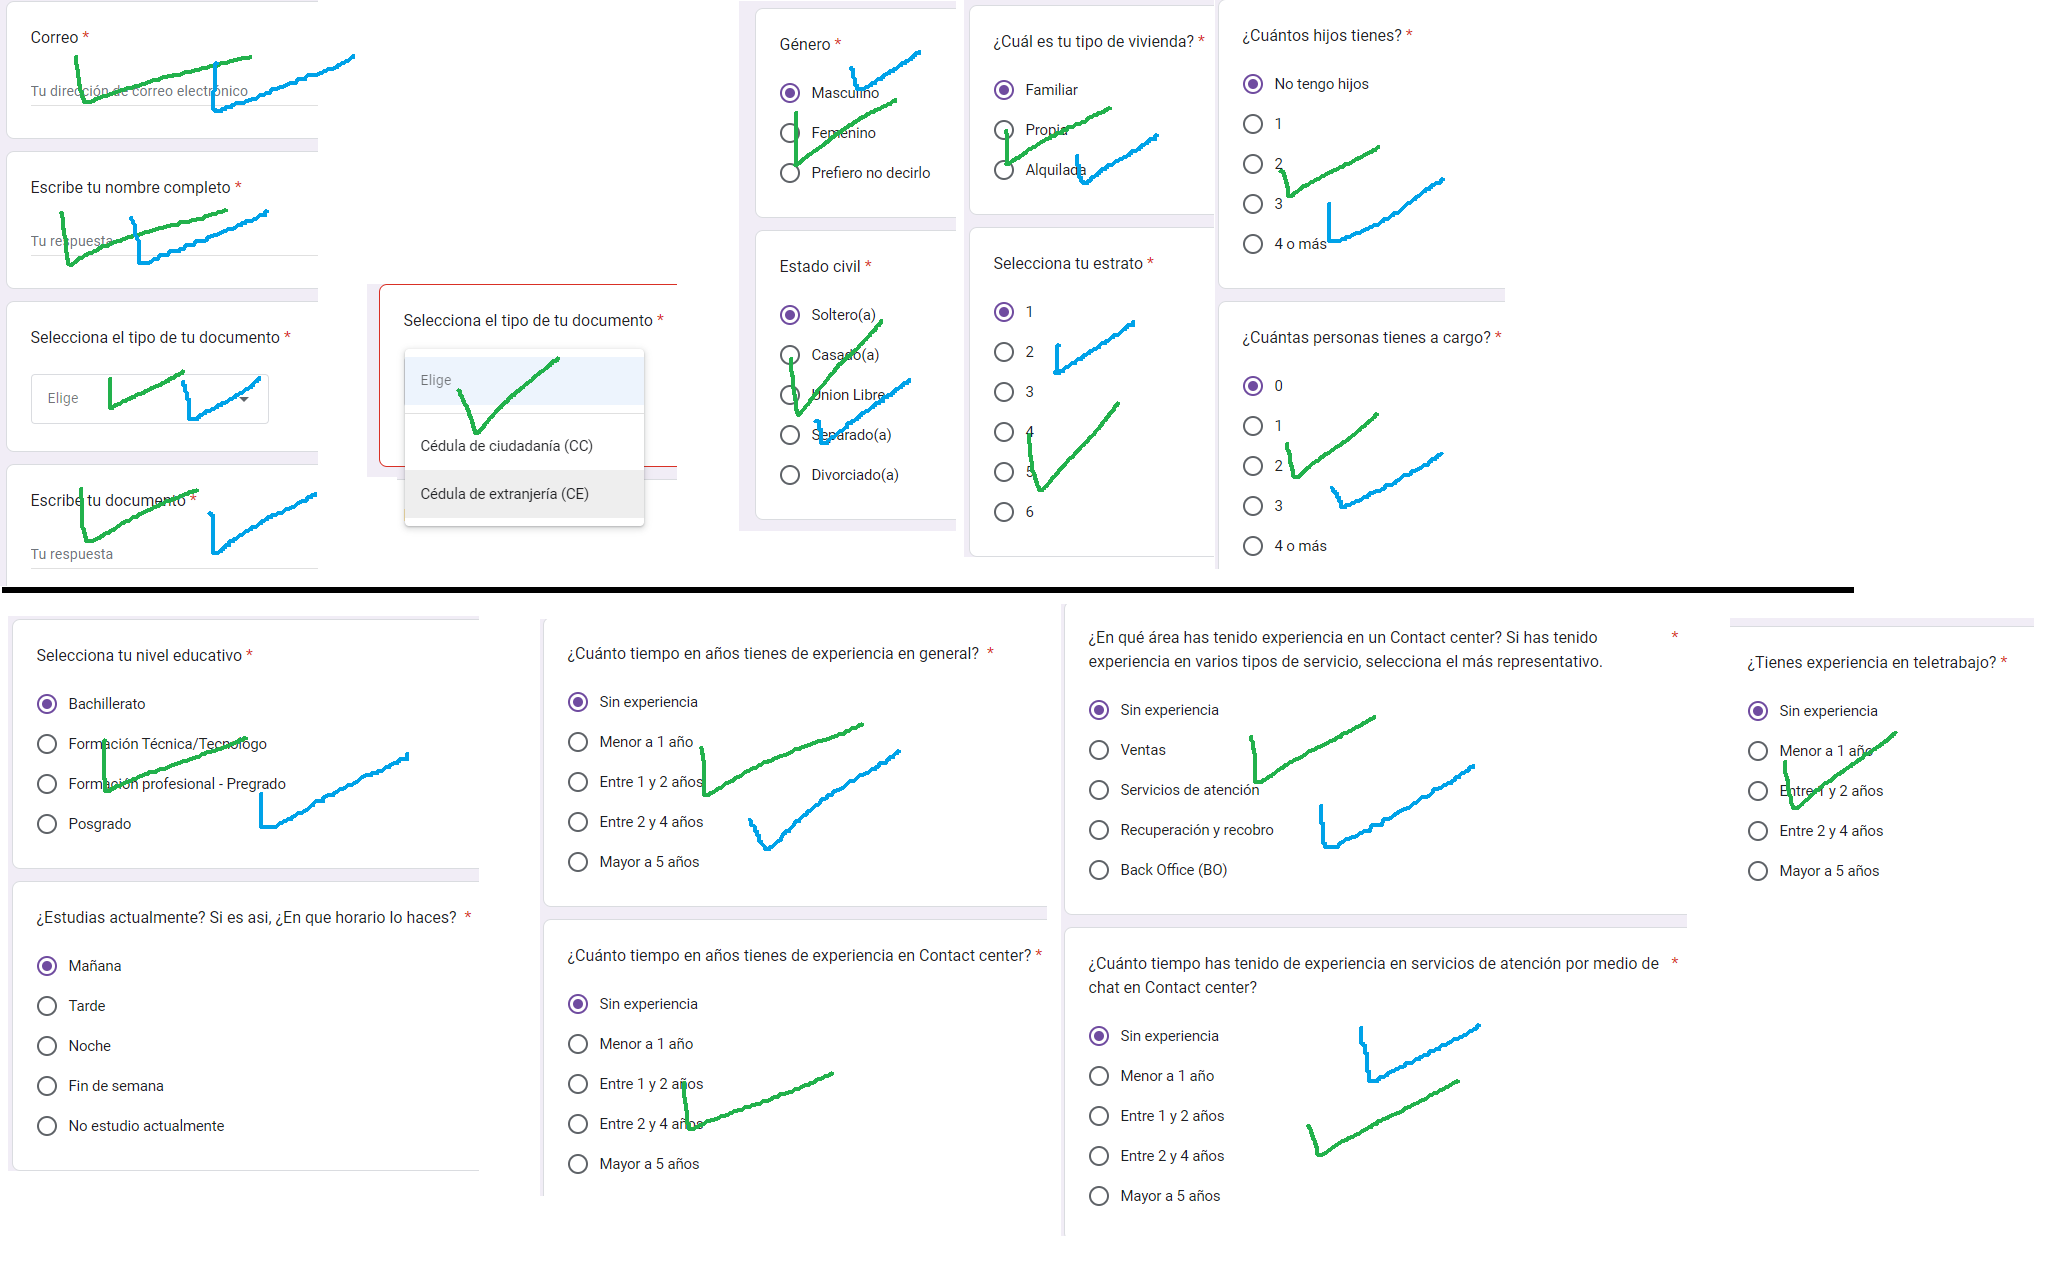 Correo *
Tu dirección de correo electrónico
Escribe tu nombre completo *
Tu respuesta
Selecciona el tipo de tu documento *
Elige
Escribe tu documento *
Tu respuesta
Selecciona el tipo de tu documento *
Elige
Cédula de ciudadanía (CC)
Cédula de extranjería (CE)
Género *
Masculino
Femenino
Prefiero no decirlo
Estado civil *
Soltero(a)
Casado(a)
Union Libre
Separado(a)
Divorciado(a)
¿Cuál es tu tipo de vivienda? *
Familiar
Propia
Alquilada
Selecciona tu estrato *
1
2
3
4
5
6
¿Cuántos hijos tienes? *
No tengo hijos
1
2
3
4 o más
¿Cuántas personas tienes a cargo? *
0
1
2
3
4 o más
Selecciona tu nivel educativo *
Bachillerato
Formación Técnica/Tecnologo
Formación profesional - Pregrado
Posgrado
¿Estudias actualmente? Si es asi, ¿En que horario lo haces? *
Mañana
Tarde
Noche
Fin de semana
No estudio actualmente
¿Cuánto tiempo en años tienes de experiencia en general? *
Sin experiencia
Menor a 1 año
Entre 1 y 2 años
Entre 2 y 4 años
Mayor a 5 años
¿Cuánto tiempo en años tienes de experiencia en Contact center? *
Sin experiencia
Menor a 1 año
Entre 1 y 2 años
Entre 2 y 4 años
Mayor a 5 años
¿En qué área has tenido experiencia en un Contact center? Si has tenido *
experiencia en varios tipos de servicio, selecciona el más representativo.
Sin experiencia
Ventas
Servicios de atención
Recuperación y recobro
Back Office (BO)
¿Cuánto tiempo has tenido de experiencia en servicios de atención por medio de *
chat en Contact center?
Sin experiencia
Menor a 1 año
Entre 1 y 2 años
Entre 2 y 4 años
Mayor a 5 años
¿Tienes experiencia en teletrabajo? *
Sin experiencia
Menor a 1 año
Entre 1 y 2 años
Entre 2 y 4 años
Mayor a 5 años